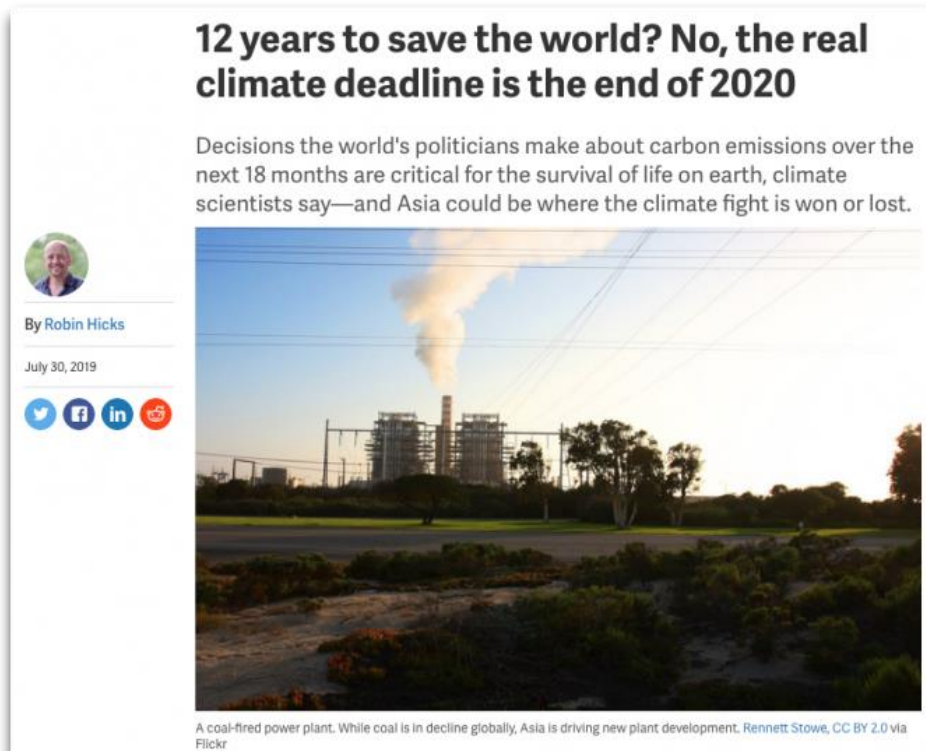 12 years to save the world? No, the real
climate deadline is the end of 2020
Decisions the world's politicians make about carbon emissions over the
next 18 months are critical for the survival of life on earth, climate
scientists say—and Asia could be where the climate fight is won or lost.
By Robin Hicks
July 30, 2019
in
A coal-fired power plant. While coal is in decline globally, Asia is driving new plant development. Rennett Stowe, CC BY 2.0 via
Flickr